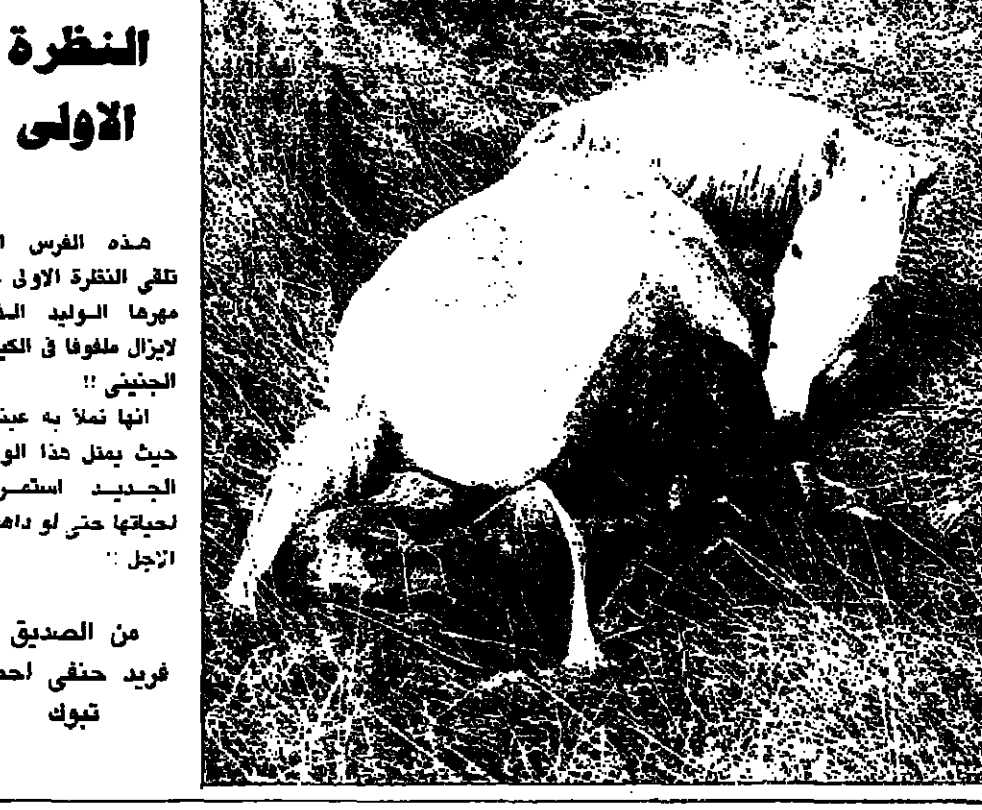 النظرة
الاولى
هذه الفرس
تلقي النظرة الاولى
مهرها الوليد
لايزال ملفوفا في
الجنيني !!
انها تملأ به
حيث يمثل هذا
الجديد
لحياتها حتى لو
الاجل !!
من الصديق
فريد حنفي
تبوك